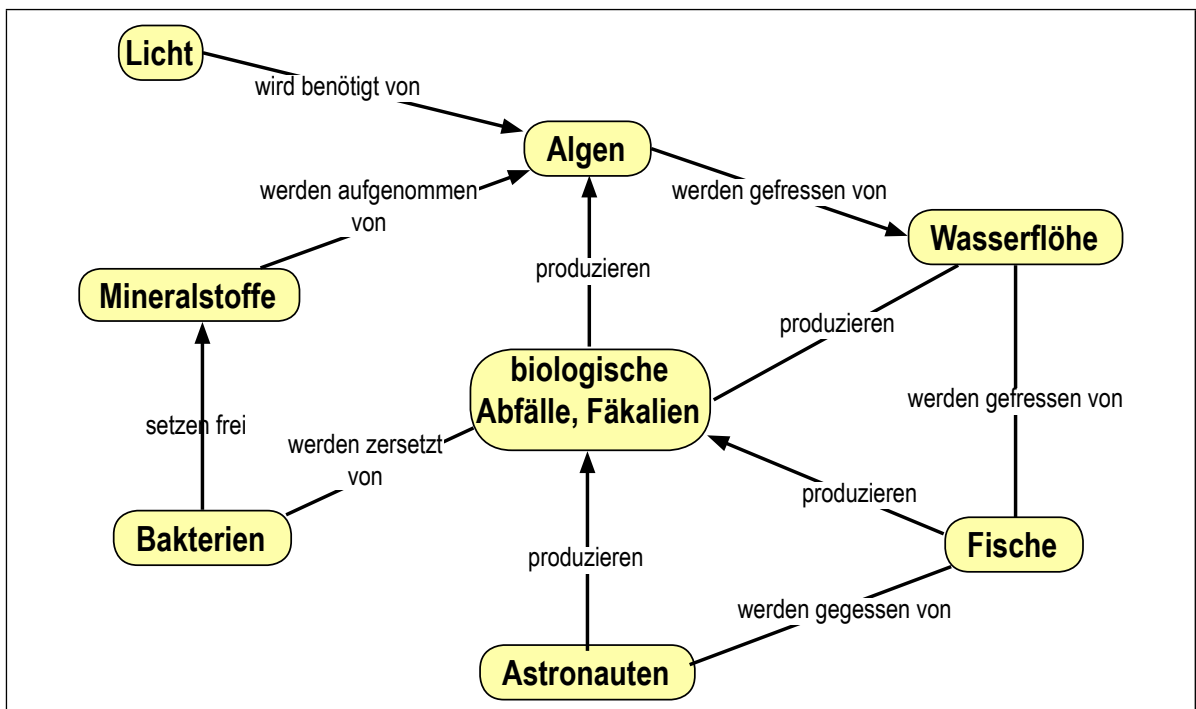 Licht
wird benötigt von
Algen
werden aufgenommen
von
werden gefressen von
Wasserflöhe
produzieren
Mineralstoffe
produzieren
biologische
Abfälle, Fäkalien
werden gefressen von
setzen frei
werden zersetzt
von
produzieren
Bakterien
Fische
produzieren
werden gegessen von
Astronauten